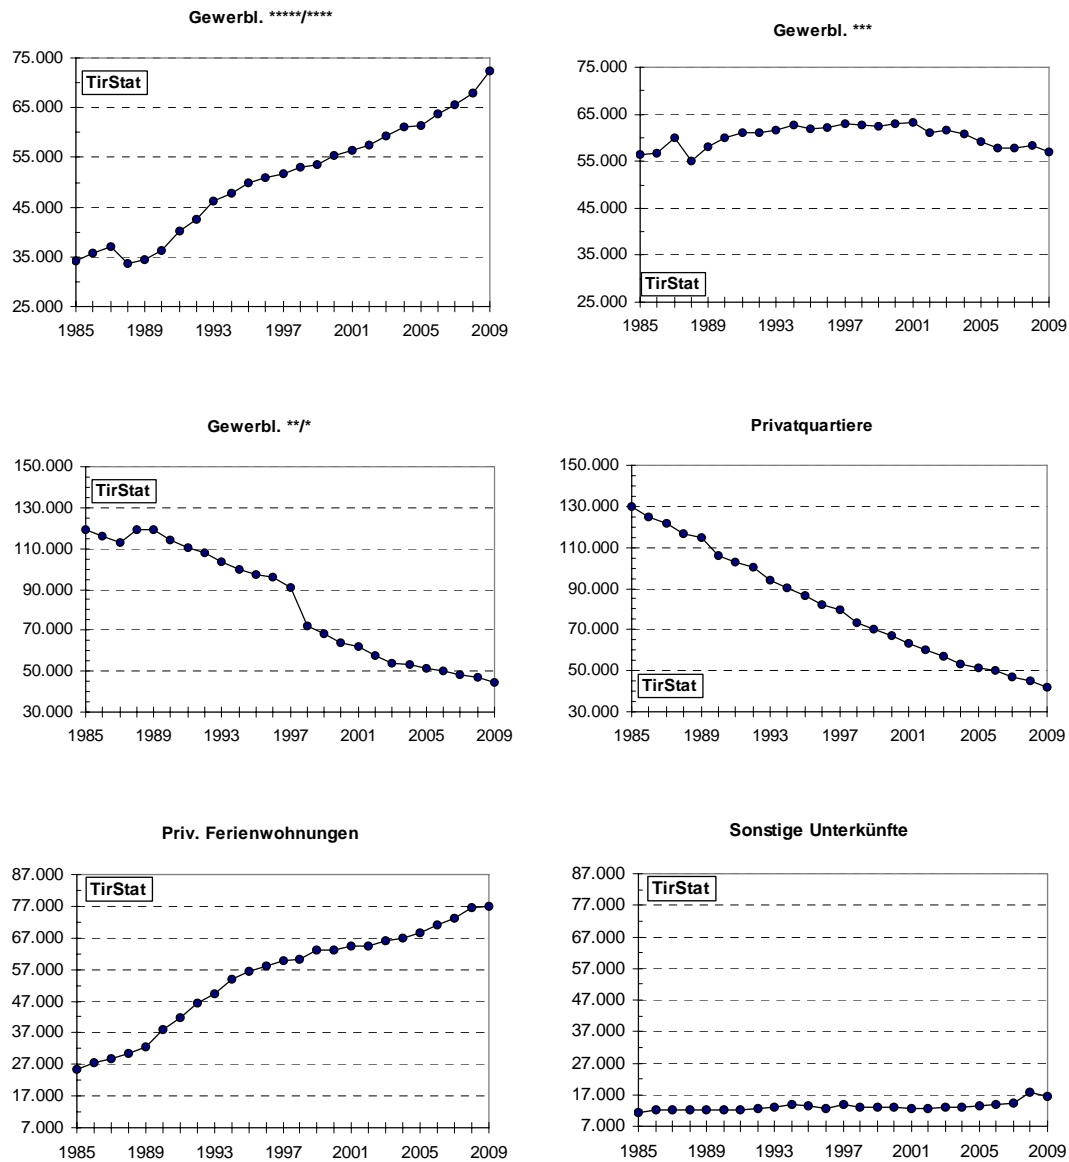 Gewerbl. *****/****
75.000
65.000
55.000
45.000
35.000
25.000
TirStat
1985 1989 1993 1997 2001 2005 2009
Gewerbl. ***
75.000
65.000
55.000
45.000
35.000
25.000
TirStat
1985 1989 1993 1997 2001 2005 2009
Gewerbl. **/*
150.000
130.000
110.000
90.000
70.000
50.000
30.000
TirStat
1985 1989 1993 1997 2001 2005 2009
Privatquartiere
150.000
130.000
110.000
90.000
70.000
50.000
30.000
TirStat
1985 1989 1993 1997 2001 2005 2009
Priv. Ferienwohnungen
87.000
77.000
67.000
57.000
47.000
37.000
27.000
17.000
7.000
TirStat
1985 1989 1993 1997 2001 2005 2009
Sonstige Unterkünfte
87.000
77.000
67.000
57.000
47.000
37.000
27.000
17.000
7.000
TirStat
1985 1989 1993 1997 2001 2005 2009